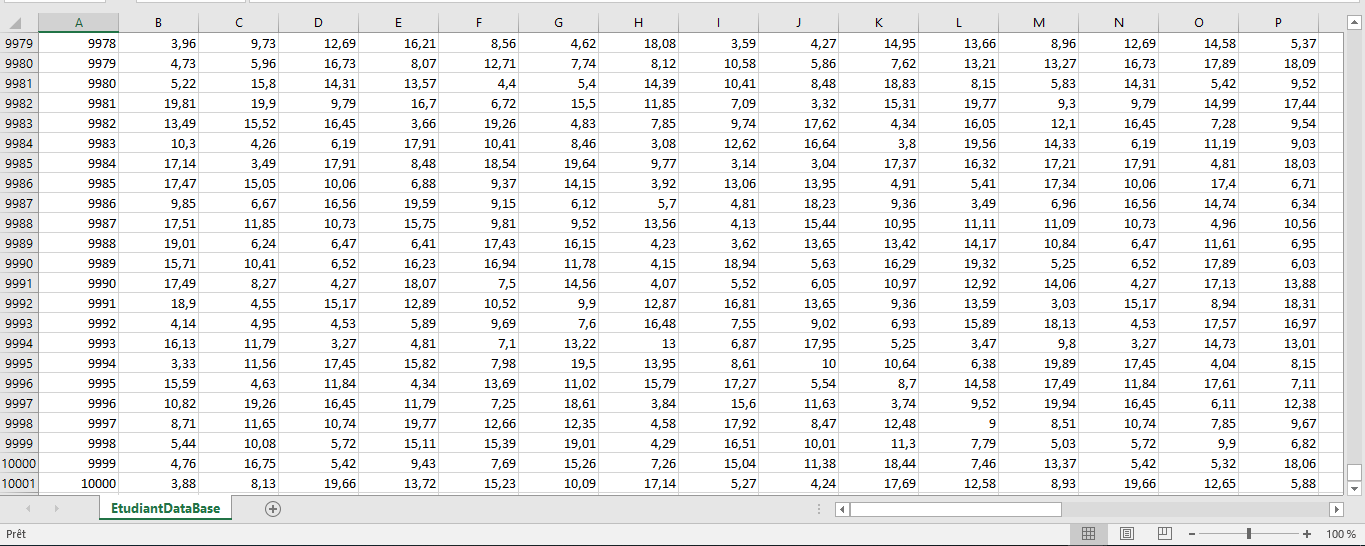 A B C D E F G H I J K L M N O P
9979 9978 3,96 9,73 12,69 16,21 8,56 4,62 18,08 3,59 4,27 14,95 13,66 8,96 12,69 14,58 5,37
9980 9979 4,73 5,96 16,73 8,07 12,71 7,74 8,12 10,58 5,86 7,62 13,21 13,27 16,73 17,89 18,09
9981 9980 5,22 15,8 14,31 13,57 4,4 5,4 14,39 10,41 8,48 18,83 8,15 5,83 14,31 5,42 9,52
9982 9981 19,81 19,9 9,79 16,7 6,72 15,5 11,85 7,09 3,32 15,31 19,77 9,3 9,79 14,99 17,44
9983 9982 13,49 15,52 16,45 3,66 19,26 4,83 7,85 9,74 17,62 4,34 16,05 12,1 16,45 7,28 9,54
9984 9983 10,3 4,26 6,19 17,91 10,41 8,46 3,08 12,62 16,64 3,8 19,56 14,33 6,19 11,19 9,03
9985 9984 17,14 3,49 17,91 8,48 18,54 19,64 9,77 3,14 3,04 17,37 16,32 17,21 17,91 4,81 18,03
9986 9985 17,47 15,05 10,06 6,88 9,37 14,15 3,92 13,06 13,95 4,91 5,41 17,34 10,06 17,4 6,71
9987 9986 9,85 6,67 16,56 19,59 9,15 6,12 5,7 4,81 18,23 9,36 3,49 6,96 16,56 14,74 6,34
9988 9987 17,51 11,85 10,73 15,75 9,81 9,52 13,56 4,13 15,44 10,95 11,11 11,09 10,73 4,96 10,56
9989 9988 19,01 6,24 6,47 6,41 17,43 16,15 4,23 3,62 13,65 13,42 14,17 10,84 6,47 11,61 6,95
9990 9989 15,71 10,41 6,52 16,23 16,94 11,78 4,15 18,94 5,63 16,29 19,32 5,25 6,52 17,89 6,03
9991 9990 17,49 8,27 4,27 18,07 7,5 14,56 4,07 5,52 6,05 10,97 12,92 14,06 4,27 17,13 13,88
9992 9991 18,9 4,55 15,17 12,89 10,52 9,9 12,87 16,81 13,65 9,36 13,59 3,03 15,17 8,94 18,31
9993 9992 4,14 4,95 4,53 5,89 9,69 7,6 16,48 7,55 9,02 6,93 15,89 18,13 4,53 17,57 16,97
9994 9993 16,13 11,79 3,27 4,81 7,1 13,22 13 6,87 17,95 5,25 3,47 9,8 3,27 14,73 13,01
9995 9994 3,33 11,56 17,45 15,82 7,98 19,5 13,95 8,61 10 10,64 6,38 19,89 17,45 4,04 8,15
9996 9995 15,59 4,63 11,84 4,34 13,69 11,02 15,79 17,27 5,54 8,7 14,58 17,49 11,84 17,61 7,11
9997 9996 10,82 19,26 16,45 11,79 7,25 18,61 3,84 15,6 11,63 3,74 9,52 19,94 16,45 6,11 12,38
9998 9997 8,71 11,65 10,74 19,77 12,66 12,35 4,58 17,92 8,47 12,48 9 8,51 10,74 7,85 9,67
9999 9998 5,44 10,08 5,72 15,11 15,39 19,01 4,29 16,51 10,01 11,3 7,79 5,03 5,72 9,9 6,82
10000 9999 4,76 16,75 5,42 9,43 7,69 15,26 7,26 15,04 11,38 18,44 7,46 13,37 5,42 5,32 18,06
10001 10000 3,88 8,13 19,66 13,72 15,23 10,09 17,14 5,27 4,24 17,69 12,58 8,93 19,66 12,65 5,88
EtudiantDataBase
Prêt 100 %